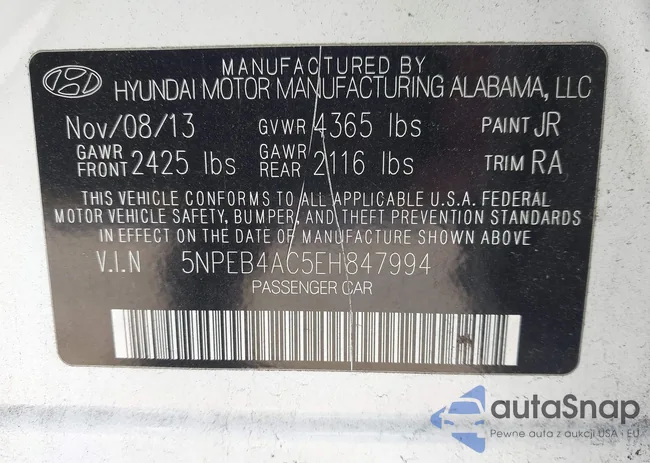 MANUFACTURED BY
HYUNDAI MOTOR MANUFACTURING ALABAMA, LLC
Nov/08/13 GVWR 4365 lbs PAINT JR
GAWR FRONT 2425 lbs GAWR REAR 2116 lbs TRIM RA
THIS VEHICLE CONFORMS TO ALL APPLICABLE U.S.A. FEDERAL
MOTOR VEHICLE SAFETY, BUMPER, AND THEFT PREVENTION STANDARDS
IN EFFECT ON THE DATE OF MANUFACTURE SHOWN ABOVE.
V.I.N 5NPEB4AC5EH847994
PASSENGER CAR
autaSnap
Pewne auta z aukcji USA i EU